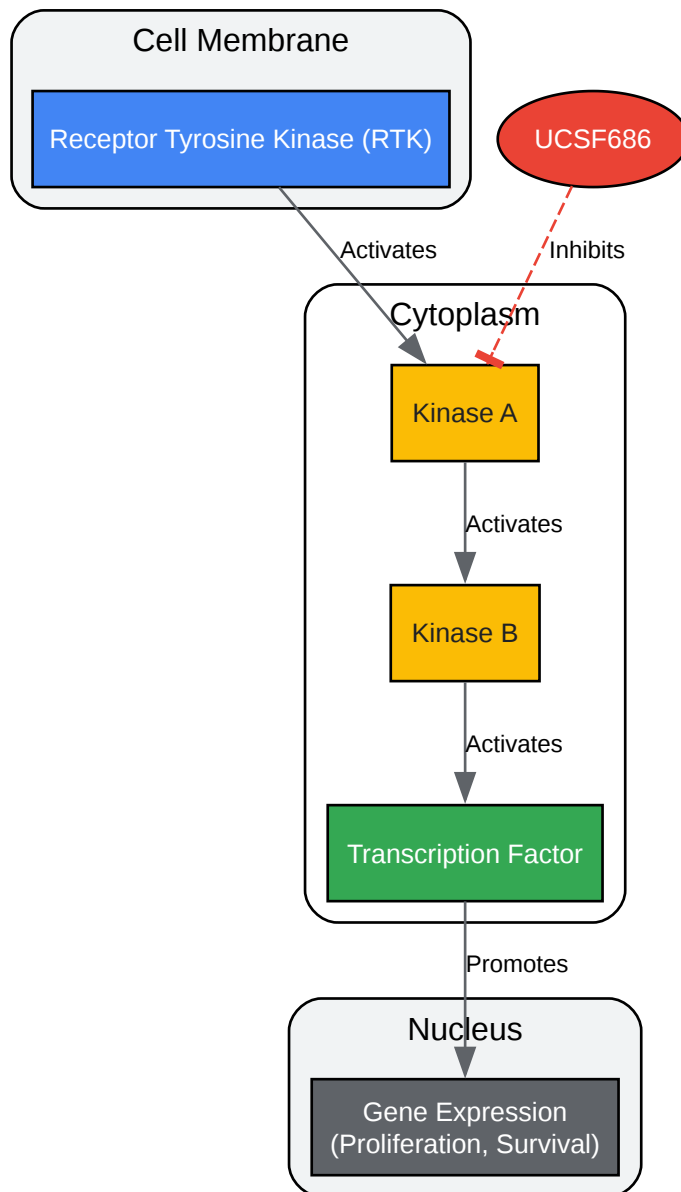 Cell Membrane
Receptor Tyrosine Kinase (RTK)
UCSF686
Activates
Inhibits
Cytoplasm
Kinase A
Activates
Kinase B
Activates
Transcription Factor
Promotes
Nucleus
Gene Expression
(Proliferation, Survival)